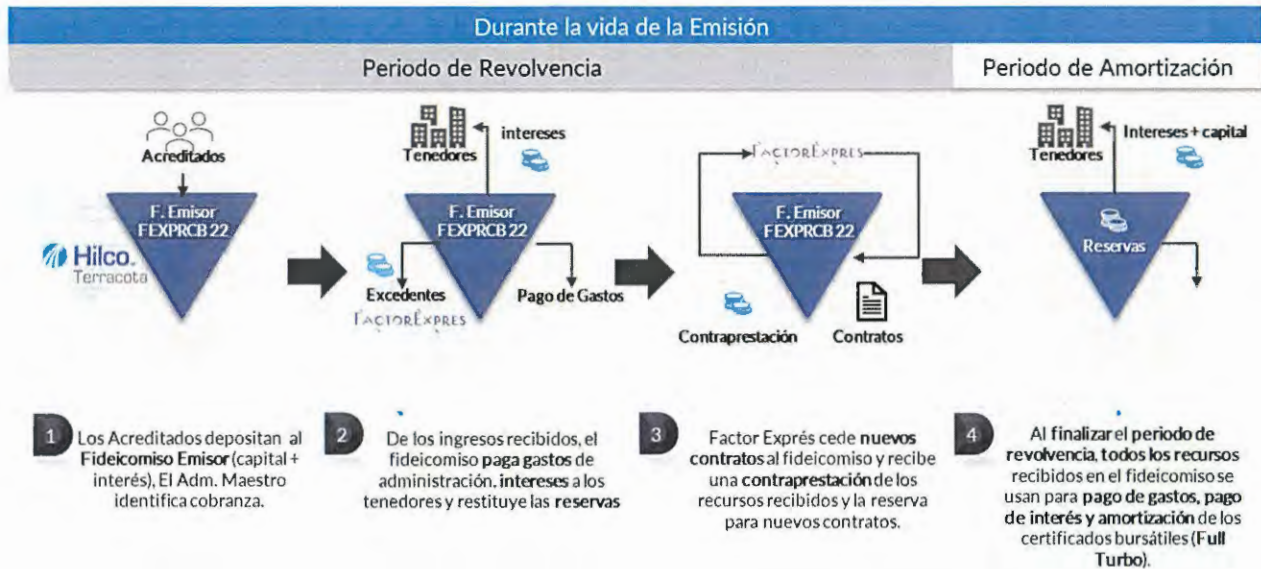 Durante la vida de la Emisión
Periodo de Revolvencia
Periodo de Amortización
Acreditados
F. Emisor
FEXPRCB 22
Hilco.
Terracota
Tenedores
intereses
F. Emisor
FEXPRCB 22
Excedentes
FACTOREXPRES
Pago de Gastos
FACTOREXPRES
F. Emisor
FEXPRCB 22
Contraprestación
Contratos
Tenedores
Intereses + capital
Reservas
1
Los Acreditados depositan al
Fideicomiso Emisor (capital +
interés), El Adm. Maestro
identifica cobranza.
2
De los ingresos recibidos, el
fideicomiso paga gastos de
administración, intereses a los
tenedores y restituye las reservas
3
Factor Exprés cede nuevos
contratos al fideicomiso y recibe
una contraprestación de los
recursos recibidos y la reserva
para nuevos contratos.
4
Al finalizar el periodo de
revolvencia, todos los recursos
recibidos en el fideicomiso se
usan para pago de gastos, pago
de interés y amortización de los
certificados bursátiles (Full
Turbo).